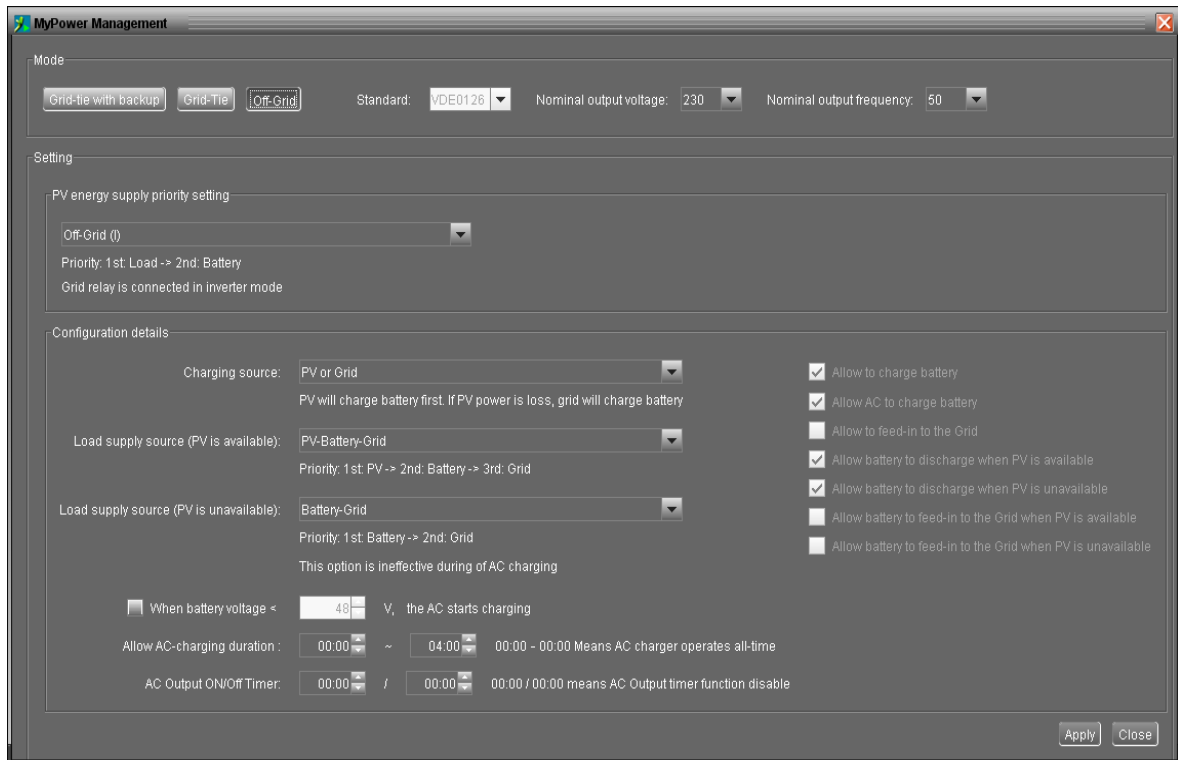 MyPower Management
Mode
Grid-tie with backup Grid-Tie Off-Grid Standard: VDE0126 Nominal output voltage: 230 Nominal output frequency: 50
Setting
PV energy supply priority setting
Off-Grid (I)
Priority: 1st: Load -> 2nd: Battery
Grid relay is connected in inverter mode
Configuration details
Charging source: PV or Grid
PV will charge battery first. If PV power is loss, grid will charge battery
Load supply source (PV is available): PV-Battery-Grid
Priority: 1st: PV -> 2nd: Battery -> 3rd: Grid
Load supply source (PV is unavailable): Battery-Grid
Priority: 1st: Battery -> 2nd: Grid
This option is ineffective during of AC charging
When battery voltage < 48 V, the AC starts charging
Allow AC-charging duration : 00:00 ~ 04:00 00:00 - 00:00 Means AC charger operates all-time
AC Output ON/Off Timer: 00:00 / 00:00 00:00 / 00:00 means AC Output timer function disable
Allow to charge battery
Allow AC to charge battery
Allow to feed-in to the Grid
Allow battery to discharge when PV is available
Allow battery to discharge when PV is unavailable
Allow battery to feed-in to the Grid when PV is available
Allow battery to feed-in to the Grid when PV is unavailable
Apply Close